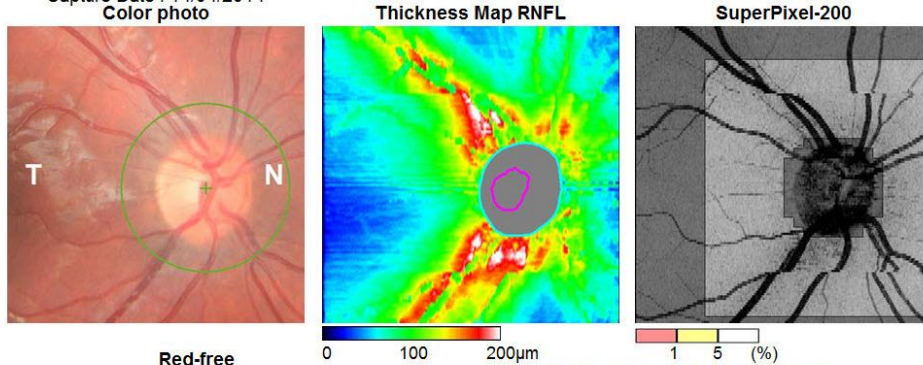 Color photo
Thickness Map RNFL
SuperPixel-200
T
N
0 100 200µm
1 5 (%)
Red-free